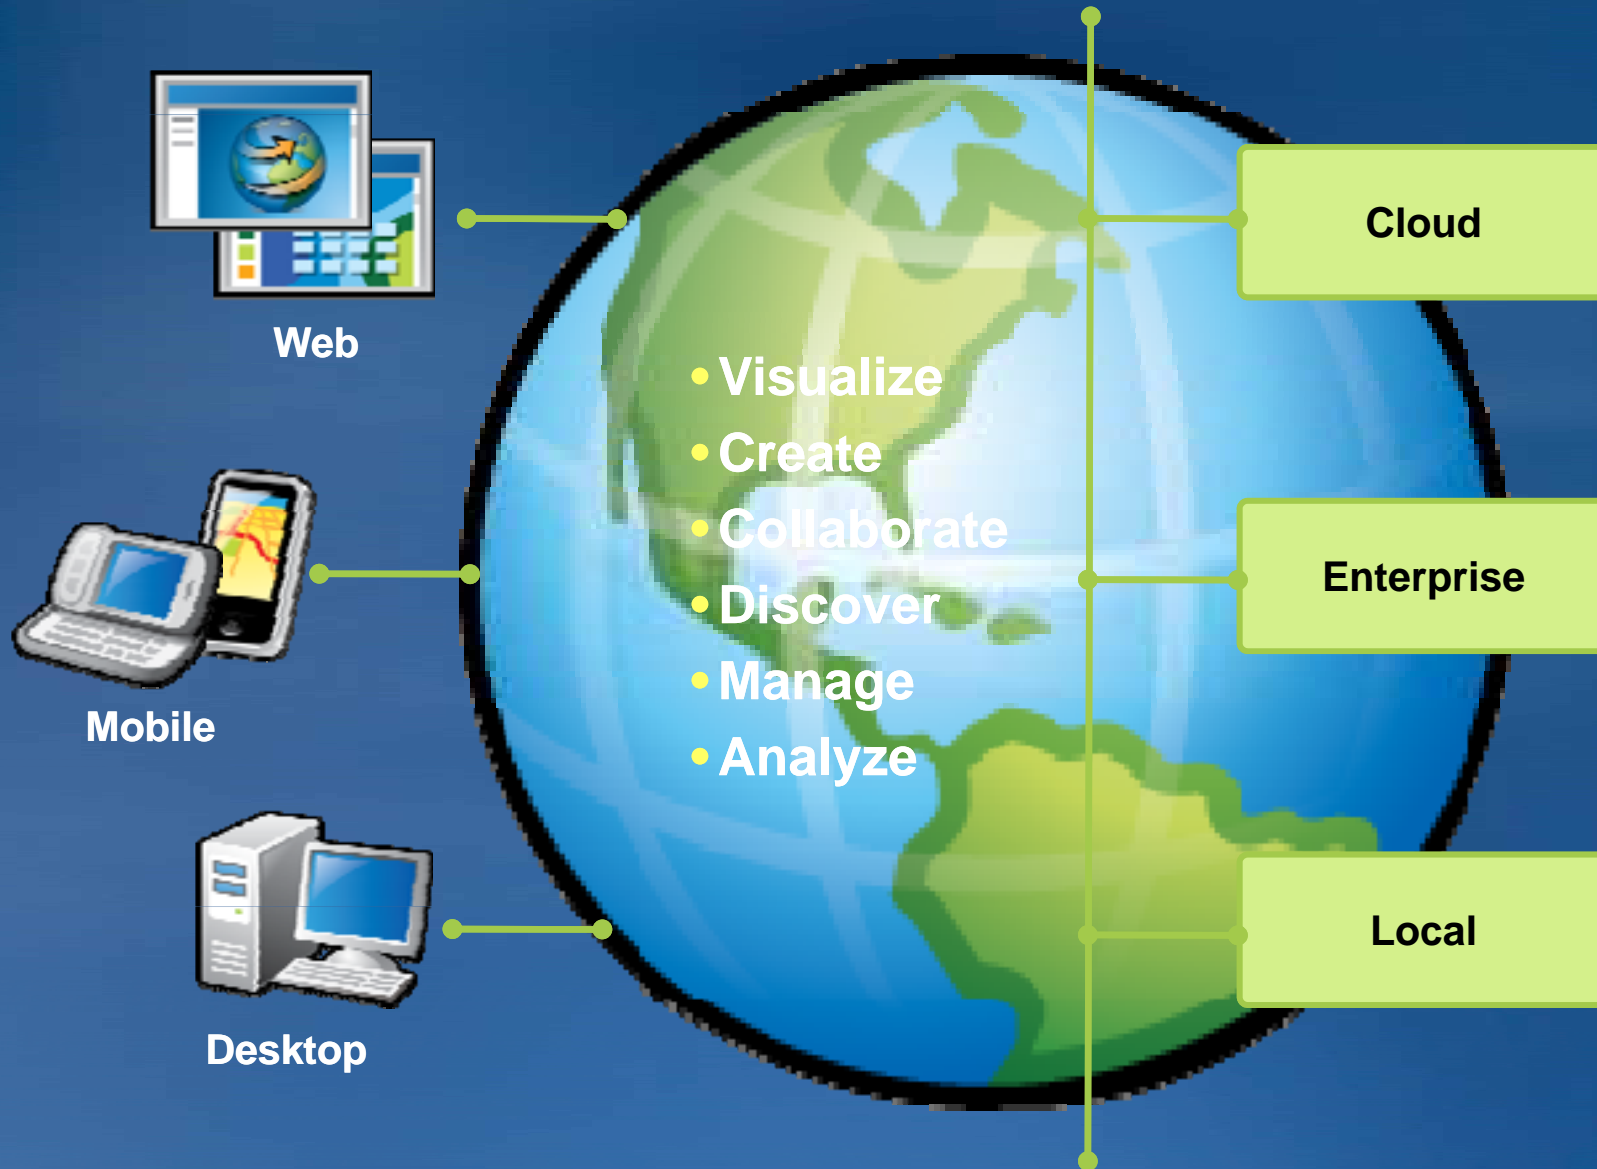 Web
Mobile
Desktop
• Visualize
• Create
• Collaborate
• Discover
• Manage
• Analyze
Cloud
Enterprise
Local